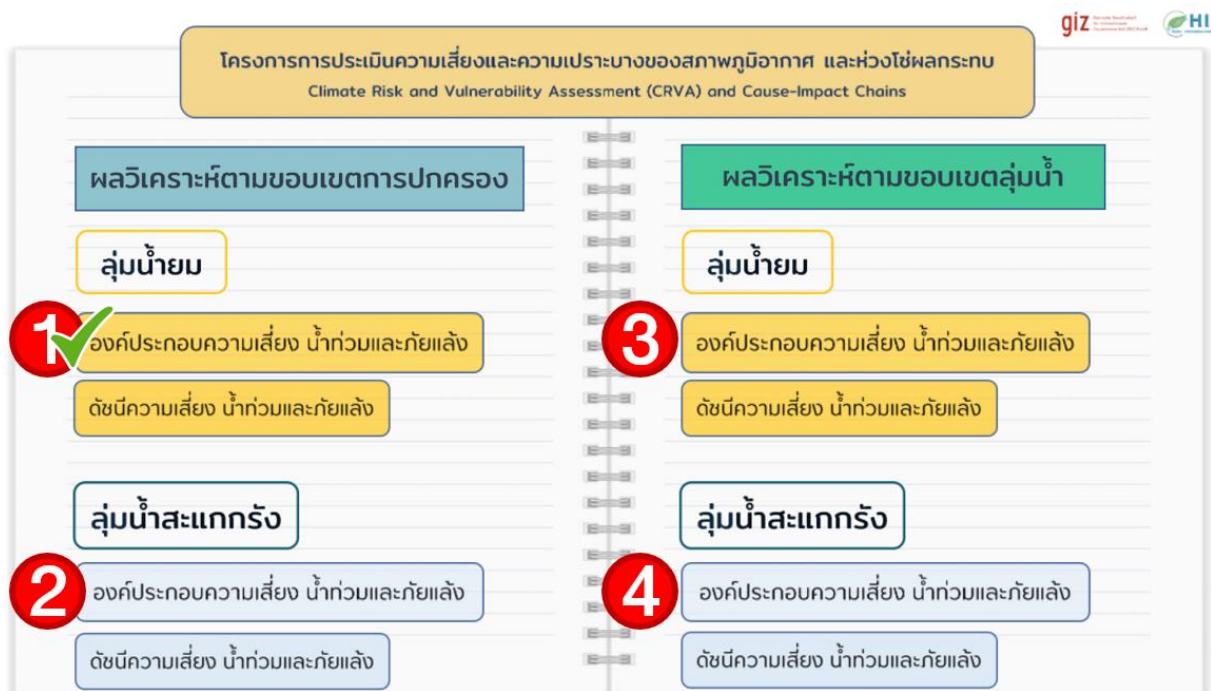 giz
HI
โครงการการประเมินความเสี่ยงและความเปราะบางของสภาพภูมิอากาศ และห่วงโซ่ผลกระทบ
Climate Risk and Vulnerability Assessment (CRVA) and Cause-Impact Chains
ผลวิเคราะห์ตามขอบเขตการปกครอง
ลุ่มน้ำยม
1
องค์ประกอบความเสี่ยง น้ำท่วมและภัยแล้ง
ดัชนีความเสี่ยง น้ำท่วมและภัยแล้ง
ลุ่มน้ำสะแกกรัง
2
องค์ประกอบความเสี่ยง น้ำท่วมและภัยแล้ง
ดัชนีความเสี่ยง น้ำท่วมและภัยแล้ง
ผลวิเคราะห์ตามขอบเขตลุ่มน้ำ
ลุ่มน้ำยม
3
องค์ประกอบความเสี่ยง น้ำท่วมและภัยแล้ง
ดัชนีความเสี่ยง น้ำท่วมและภัยแล้ง
ลุ่มน้ำสะแกกรัง
4
องค์ประกอบความเสี่ยง น้ำท่วมและภัยแล้ง
ดัชนีความเสี่ยง น้ำท่วมและภัยแล้ง